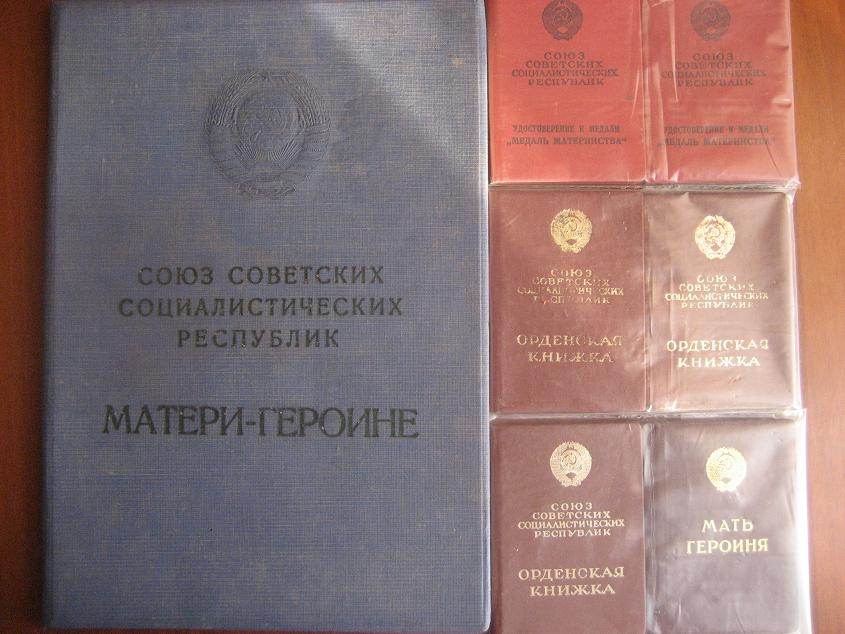 СОЮЗ СОВЕТСКИХ
СОЦИАЛИСТИЧЕСКИХ
РЕСПУБЛИК
МАТЕРИ-ГЕРОИНЕ
СОЮЗ
СОВЕТСКИХ
СОЦИАЛИСТИЧЕСКИХ
РЕСПУБЛИК
УДОСТОВЕРЕНИЕ К МЕДАЛИ
„МЕДАЛЬ МАТЕРИНСТВА"
СОЮЗ
СОВЕТСКИХ
СОЦИАЛИСТИЧЕСКИХ
РЕСПУБЛИК
УДОСТОВЕРЕНИЕ К МЕДАЛИ
„МЕДАЛЬ МАТЕРИНСТВА"
СОЮЗ
СОВЕТСКИХ
СОЦИАЛИСТИЧЕСКИХ
РЕСПУБЛИК
ОРДЕНСКАЯ
КНИЖКА
СОЮЗ
СОВЕТСКИХ
СОЦИАЛИСТИЧЕСКИХ
РЕСПУБЛИК
ОРДЕНСКАЯ
КНИЖКА
СОЮЗ
СОВЕТСКИХ
СОЦИАЛИСТИЧЕСКИХ
РЕСПУБЛИК
ОРДЕНСКАЯ
КНИЖКА
МАТЬ
ГЕРОИНЯ